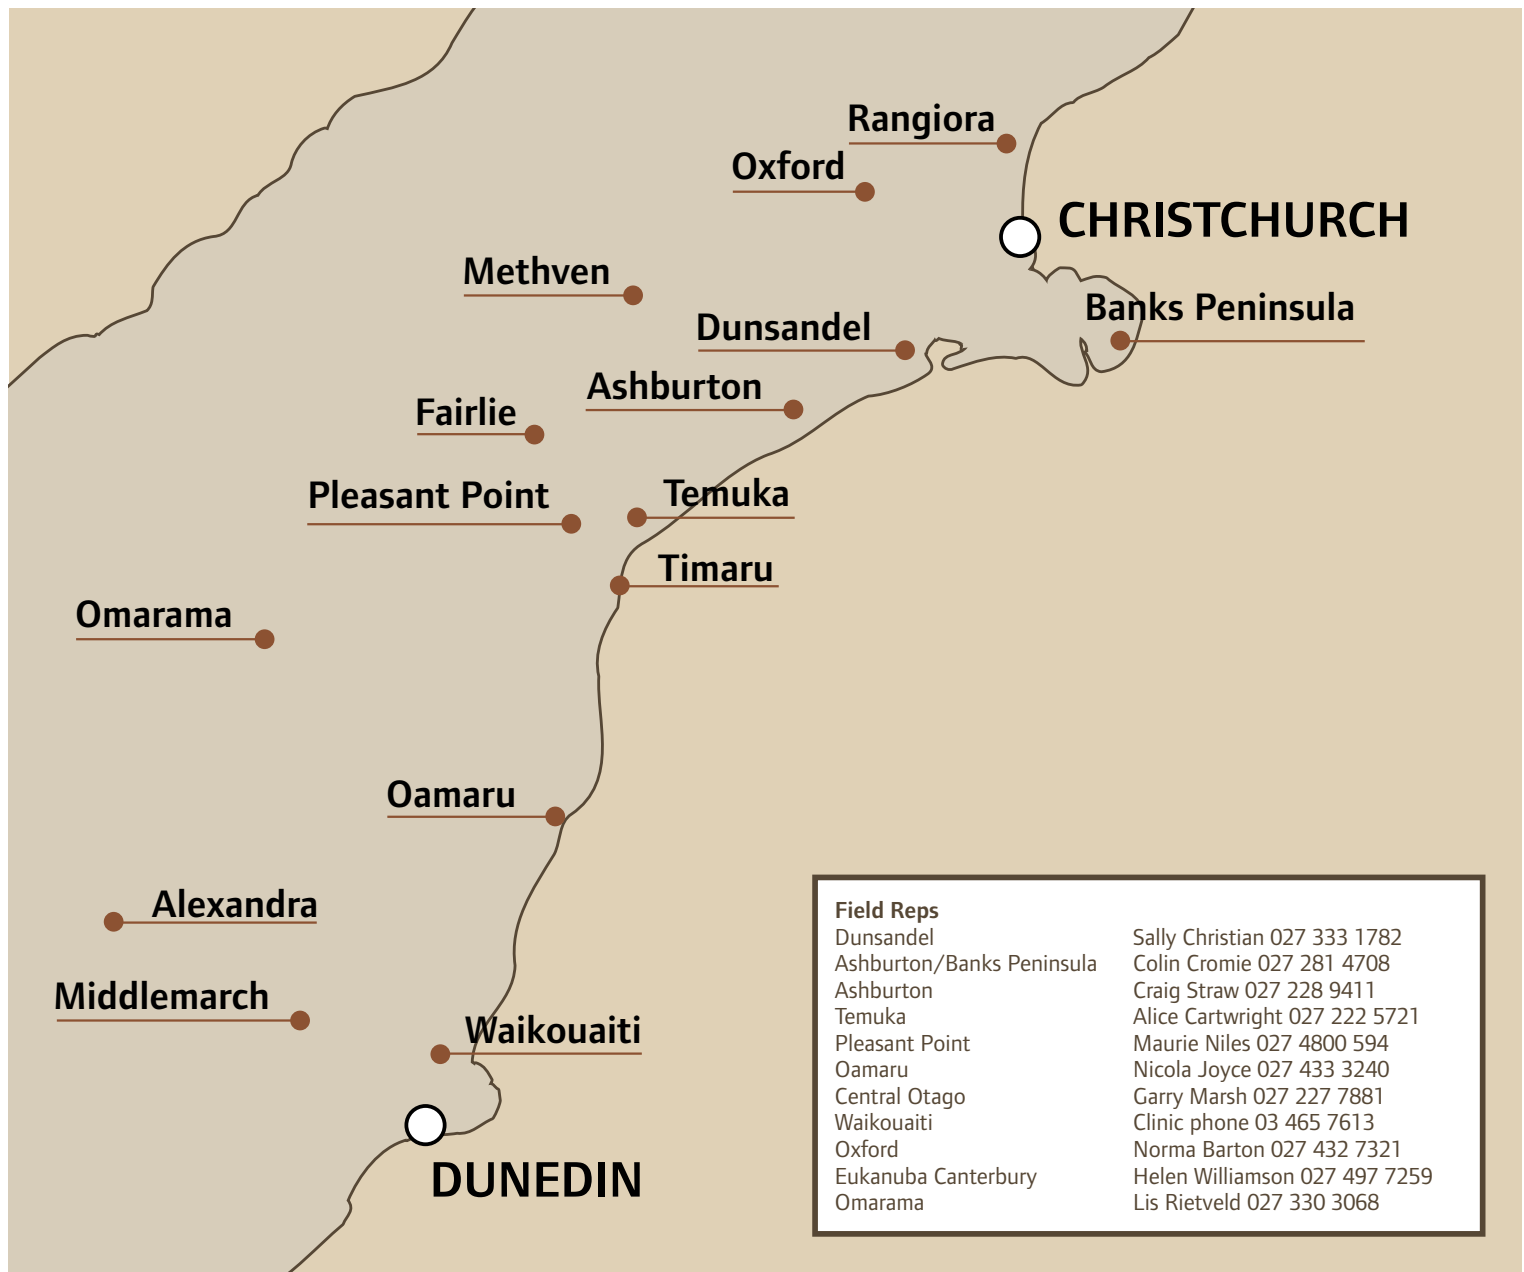 Rangiora
Oxford
CHRISTCHURCH
Methven
Banks Peninsula
Dunsandel
Ashburton
Fairlie
Pleasant Point
Temuka
Timaru
Omarama
Oamaru
Alexandra
Middlemarch
Waikouaiti
DUNEDIN
Field Reps
Dunsandel Sally Christian 027 333 1782
Ashburton/Banks Peninsula Colin Cromie 027 281 4708
Ashburton Craig Straw 027 228 9411
Temuka Alice Cartwright 027 222 5721
Pleasant Point Maurie Niles 027 4800 594
Oamaru Nicola Joyce 027 433 3240
Central Otago Garry Marsh 027 227 7881
Waikouaiti Clinic phone 03 465 7613
Oxford Norma Barton 027 432 7321
Eukanuba Canterbury Helen Williamson 027 497 7259
Omarama Lis Rietveld 027 330 3068